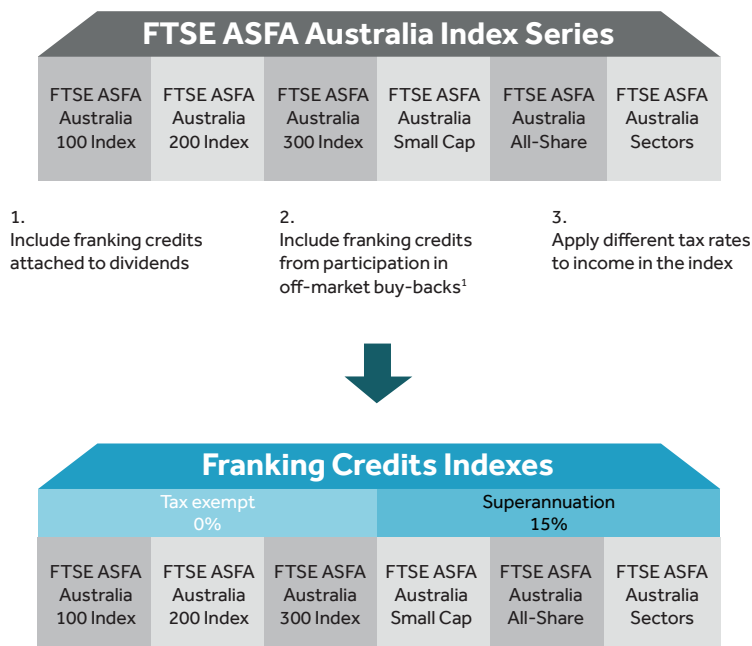 FTSE ASFA Australia Index Series
FTSE ASFA
Australia
100 Index
FTSE ASFA
Australia
200 Index
FTSE ASFA
Australia
300 Index
FTSE ASFA
Australia
Small Cap
FTSE ASFA
Australia
All-Share
FTSE ASFA
Australia
Sectors
1.
Include franking credits
attached to dividends
2.
Include franking credits
from participation in
off-market buy-backs¹
3.
Apply different tax rates
to income in the index
Franking Credits Indexes
Tax exempt
0%
Superannuation
15%
FTSE ASFA
Australia
100 Index
FTSE ASFA
Australia
200 Index
FTSE ASFA
Australia
300 Index
FTSE ASFA
Australia
Small Cap
FTSE ASFA
Australia
All-Share
FTSE ASFA
Australia
Sectors